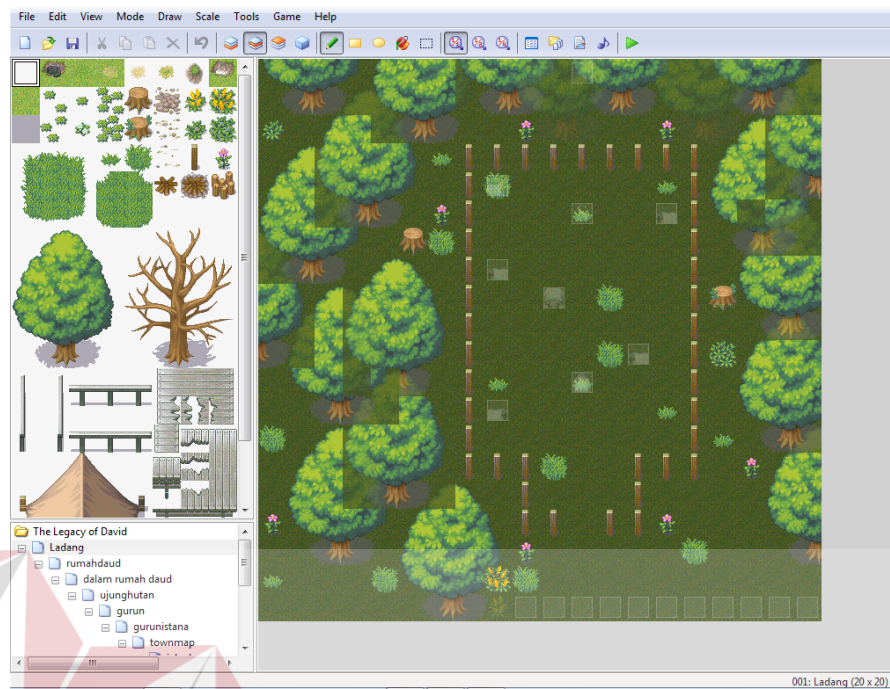 File Edit View Mode Draw Scale Tools Game Help
The Legacy of David
Ladang
rumahdaud
dalam rumah daud
ujunghutan
gurun
gurunistana
townmap
001: Ladang (20 x 20)